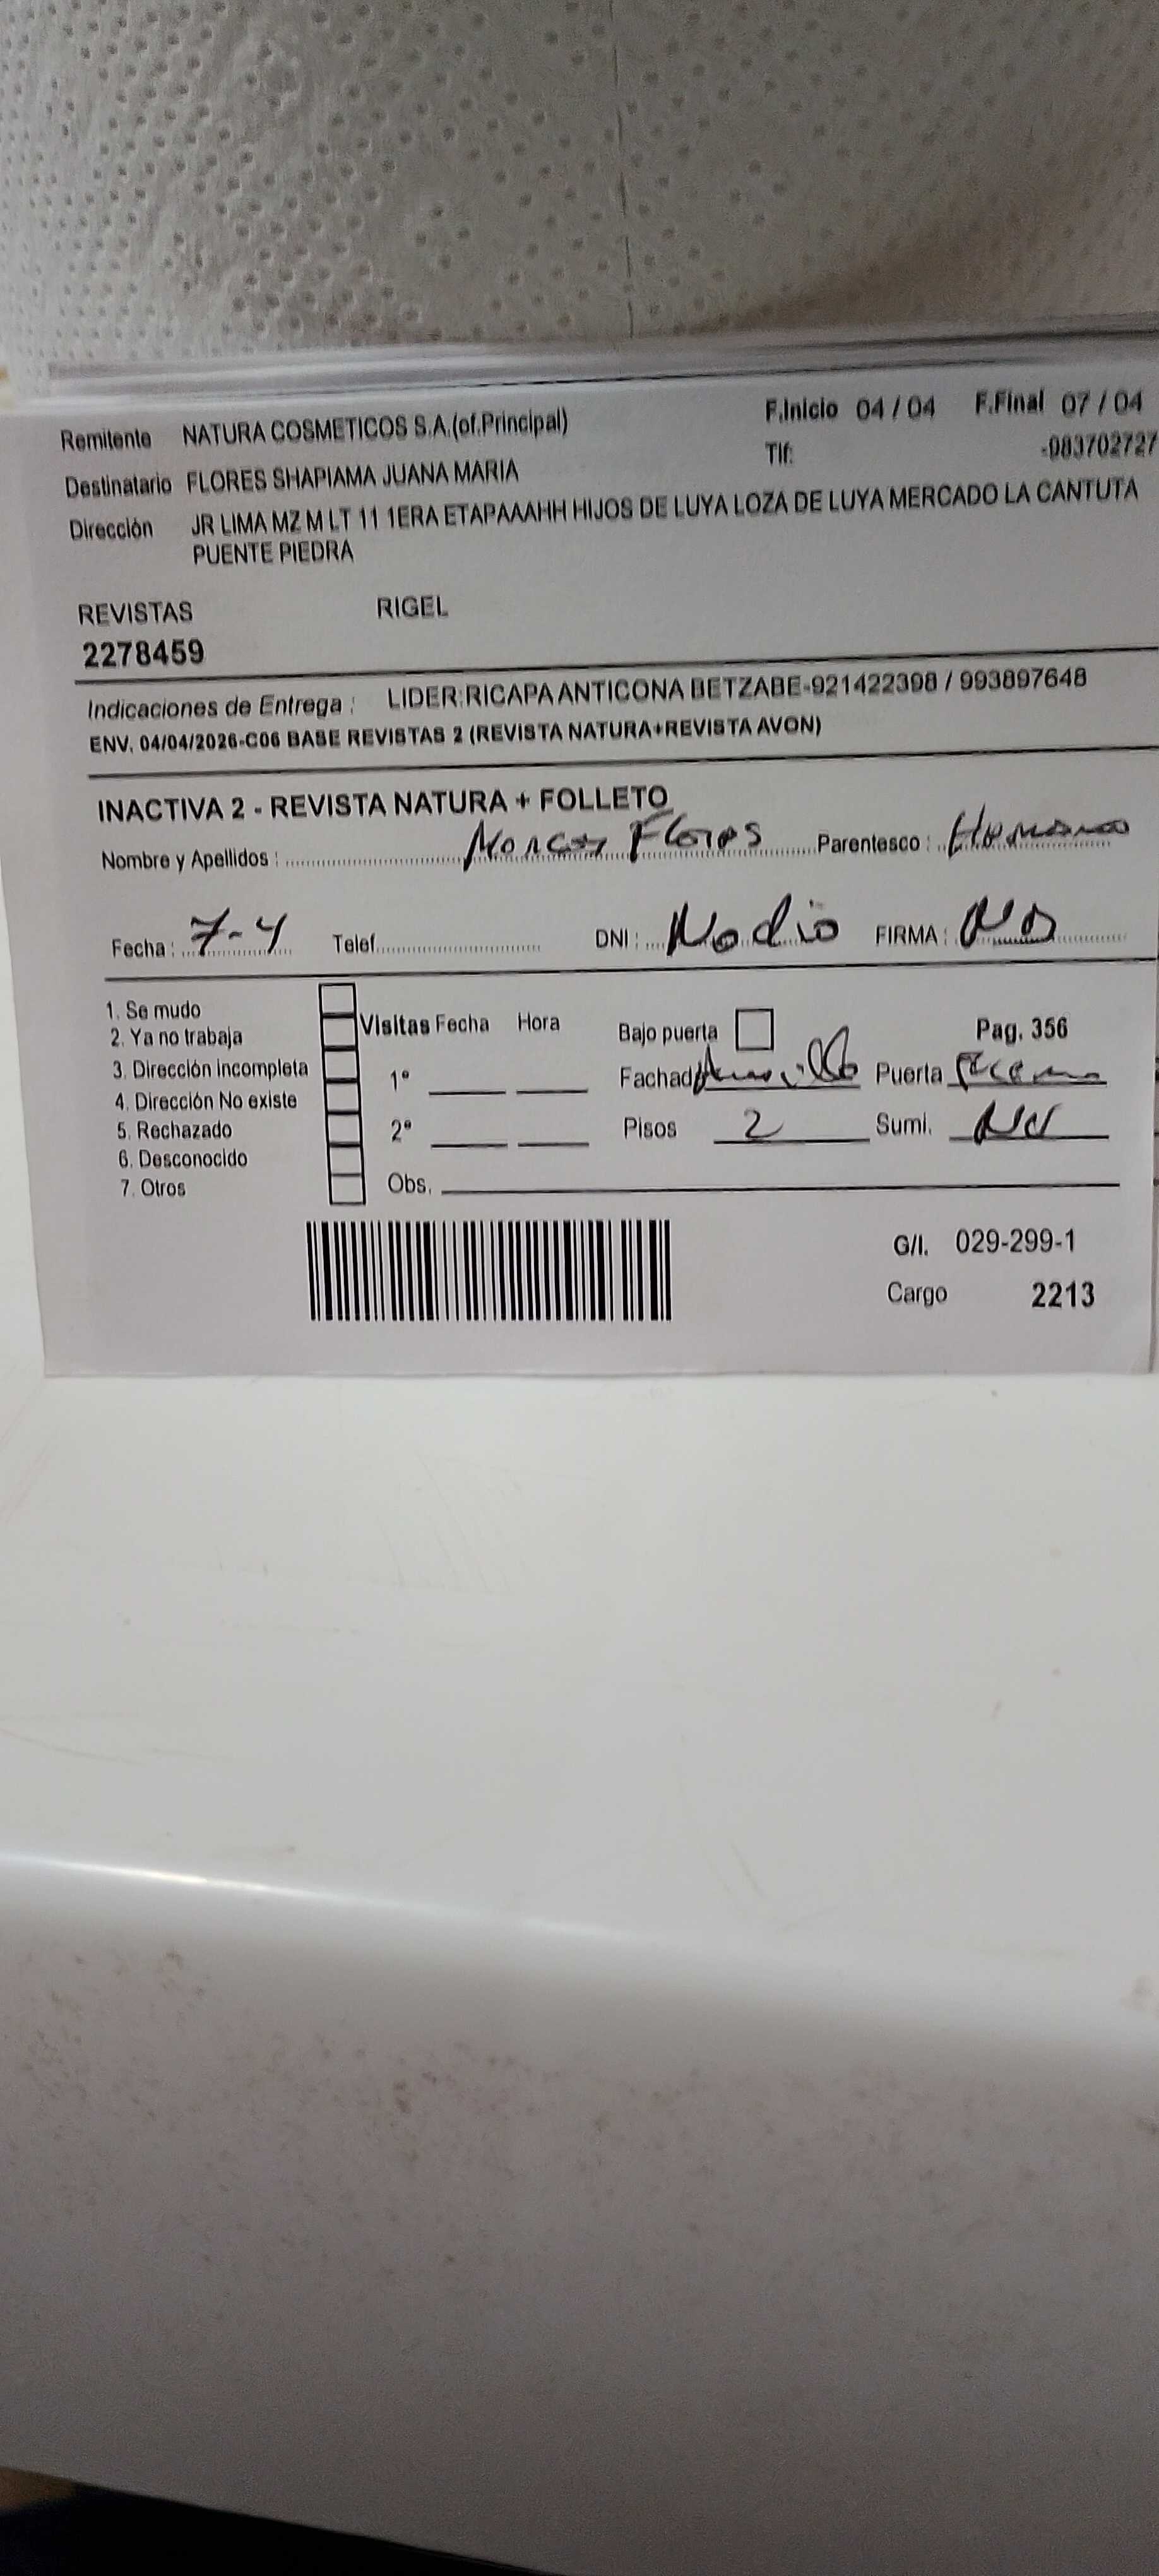 Remitente NATURA COSMETICOS S.A.(of.Principal) F.Inicio 04 / 04 F.Final 07 / 04
Tlf: -983702727
Destinatario FLORES SHAPIAMA JUANA MARIA
Dirección JR LIMA MZ M LT 11 1ERA ETAPAAAHH HIJOS DE LUYA LOZA DE LUYA MERCADO LA CANTUTA
PUENTE PIEDRA
REVISTAS RIGEL
2278459
Indicaciones de Entrega : LIDER:RICAPA ANTICONA BETZABE-921422398 / 993897648
ENV. 04/04/2026-C06 BASE REVISTAS 2 (REVISTA NATURA+REVISTA AVON)
INACTIVA 2 - REVISTA NATURA + FOLLETO
Nombre y Apellidos : Marcos Flores Parentesco : Hermano
Fecha : 7-4 Telef. DNI : No dio FIRMA :
1. Se mudo
2. Ya no trabaja
3. Dirección incompleta
4. Dirección No existe
5. Rechazado
6. Desconocido
7. Otros
Visitas Fecha Hora
1º
2º
Obs.
Bajo puerta Pag. 356
Fachada Puerta
Pisos 2 Sumi.
G/I. 029-299-1
Cargo 2213